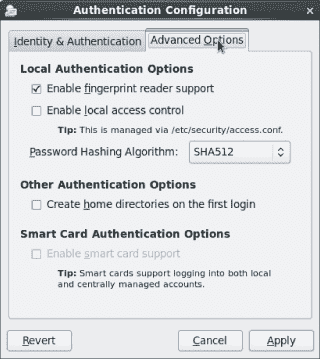 Authentication Configuration
Identity & Authentication
Advanced Options
Local Authentication Options
Enable fingerprint reader support
Enable local access control
Tip: This is managed via /etc/security/access.conf.
Password Hashing Algorithm: SHA512
Other Authentication Options
Create home directories on the first login
Smart Card Authentication Options
Enable smart card support
Tip: Smart cards support logging into both local
and centrally managed accounts.
Revert
Cancel
Apply